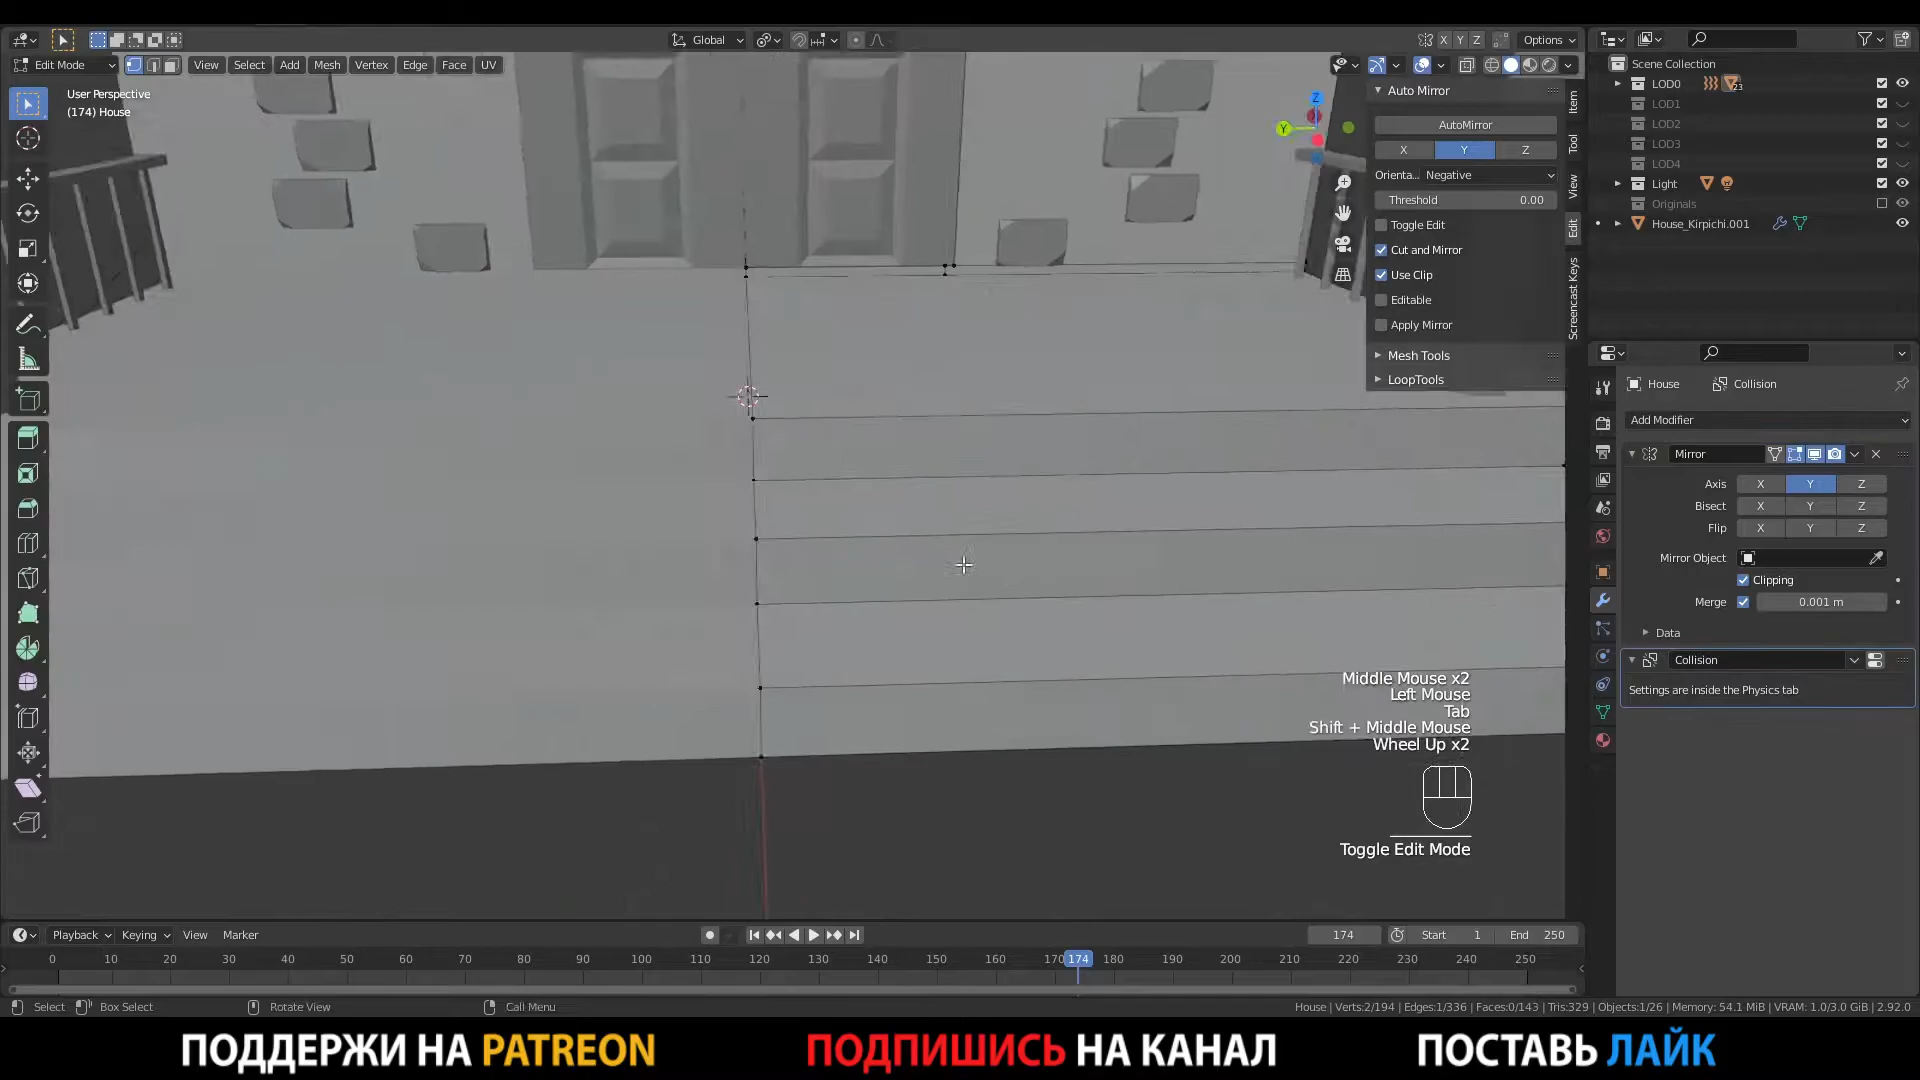 Global
Options
Edit Mode
View
Select
Add
Mesh
Vertex
Edge
Face
UV
User Perspective
(174) House
Z
Y
Auto Mirror
AutoMirror
X
Y
Z
Orienta...
Negative
Threshold
0.00
Toggle Edit
Cut and Mirror
Use Clip
Editable
Apply Mirror
Mesh Tools
LoopTools
Item
Tool
View
Edit
Screencast Keys
X
Y
Z
Scene Collection
LOD0
23
LOD1
LOD2
LOD3
LOD4
Light
Originals
House_Kirpichi.001
House
Collision
Add Modifier
Mirror
Axis
X
Y
Z
Bisect
X
Y
Z
Flip
X
Y
Z
Mirror Object
Clipping
Merge
0.001 m
Data
Collision
Settings are inside the Physics tab
Middle Mouse x2
Left Mouse
Tab
Shift + Middle Mouse
Wheel Up x2
Toggle Edit Mode
Playback
Keying
View
Marker
174
Start
1
End
250
0
10
20
30
40
50
60
70
80
90
100
110
120
130
140
150
160
170
174
180
190
200
210
220
230
240
250
Select
Box Select
Rotate View
Call Menu
House | Verts:2/194 | Edges:1/336 | Faces:0/143 | Tris:329 | Objects:1/26 | Memory: 54.1 MiB | VRAM: 1.0/3.0 GiB | 2.92.0
ПОДДЕРЖИ НА PATREON
ПОДПИШИСЬ НА КАНАЛ
ПОСТАВЬ ЛАЙК